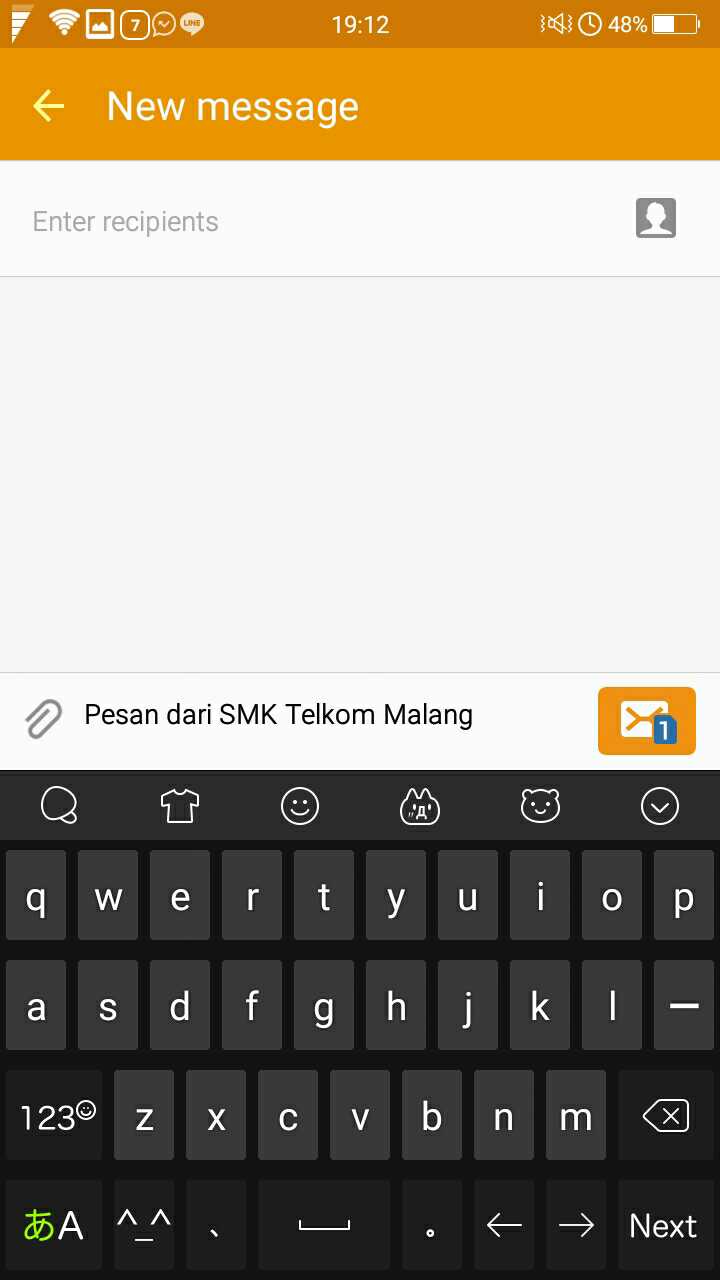 7 LINE 19:12 48%
New message
Enter recipients
Pesan dari SMK Telkom Malang 1
q w e r t y u i o p
a s d f g h j k l ー
123 z x c v b n m
あA ^_^ 、 。 ← → Next